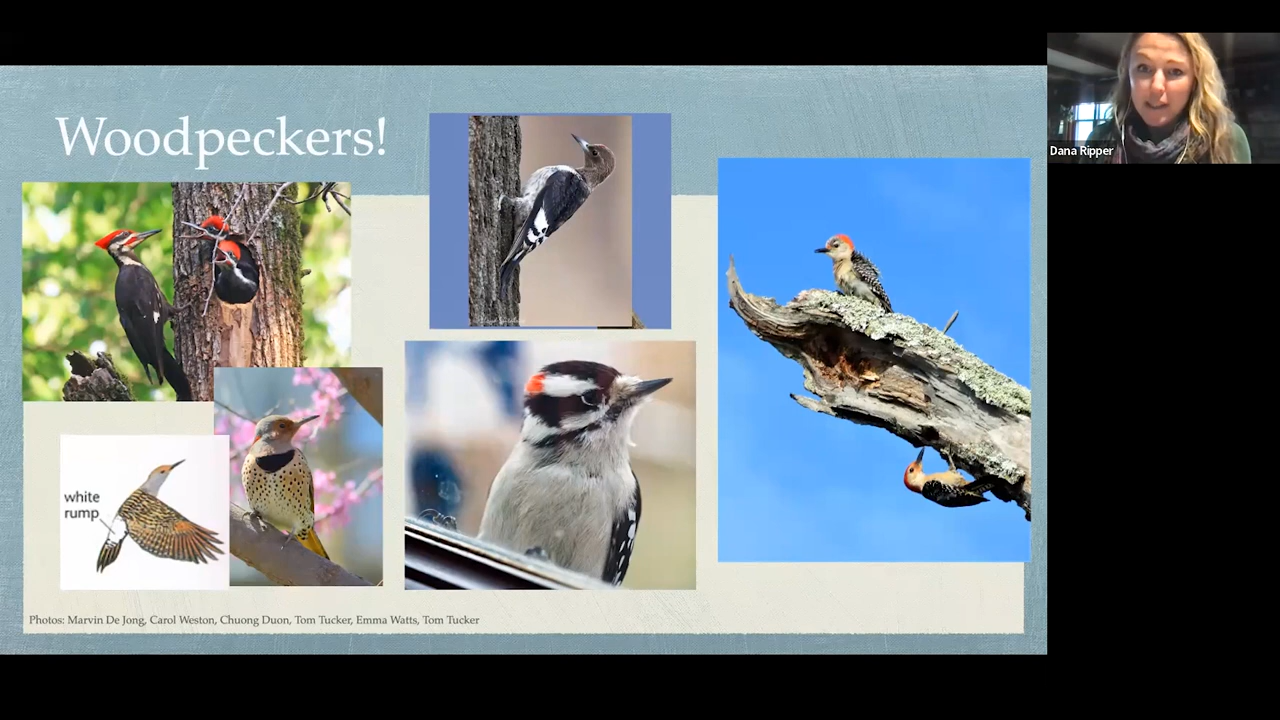 Woodpeckers!
white
rump
Photos: Marvin De Jong, Carol Weston, Chuong Duon, Tom Tucker, Emma Watts, Tom Tucker
Dana Ripper